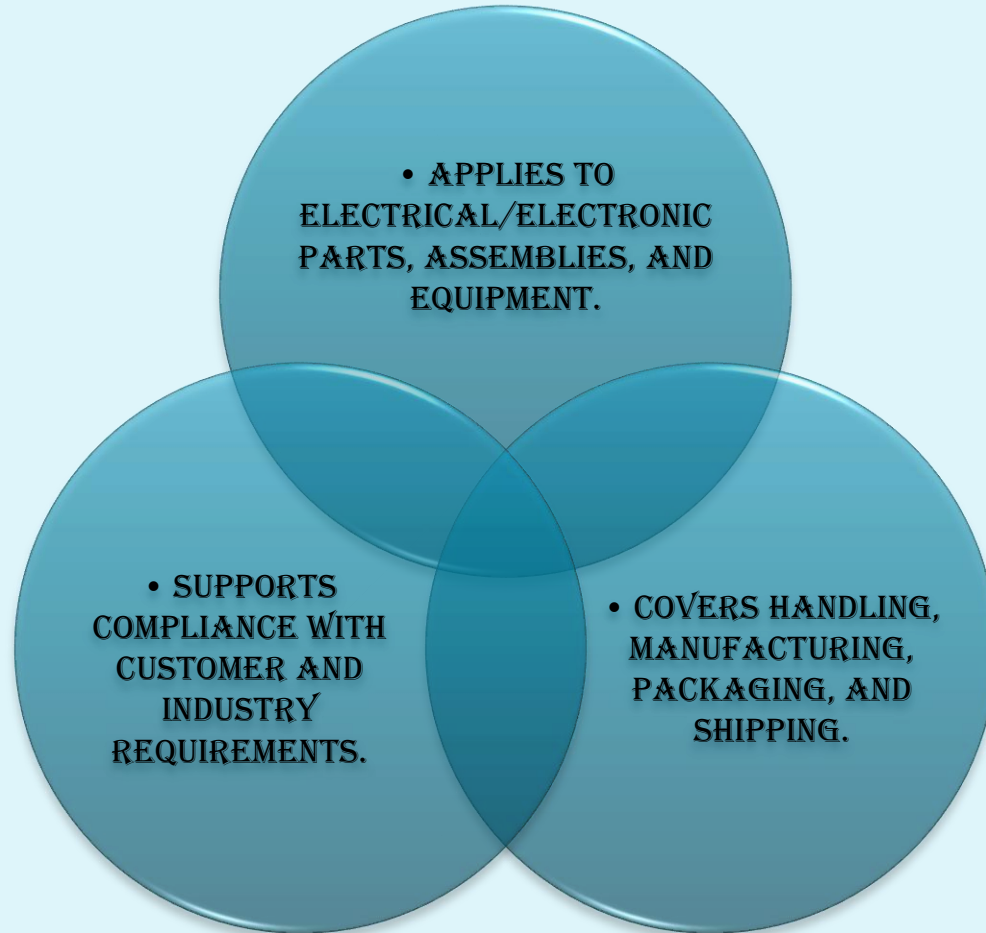 • APPLIES TO
ELECTRICAL/ELECTRONIC
PARTS, ASSEMBLIES, AND
EQUIPMENT.
• SUPPORTS
COMPLIANCE WITH
CUSTOMER AND
INDUSTRY
REQUIREMENTS.
• COVERS HANDLING,
MANUFACTURING,
PACKAGING, AND
SHIPPING.